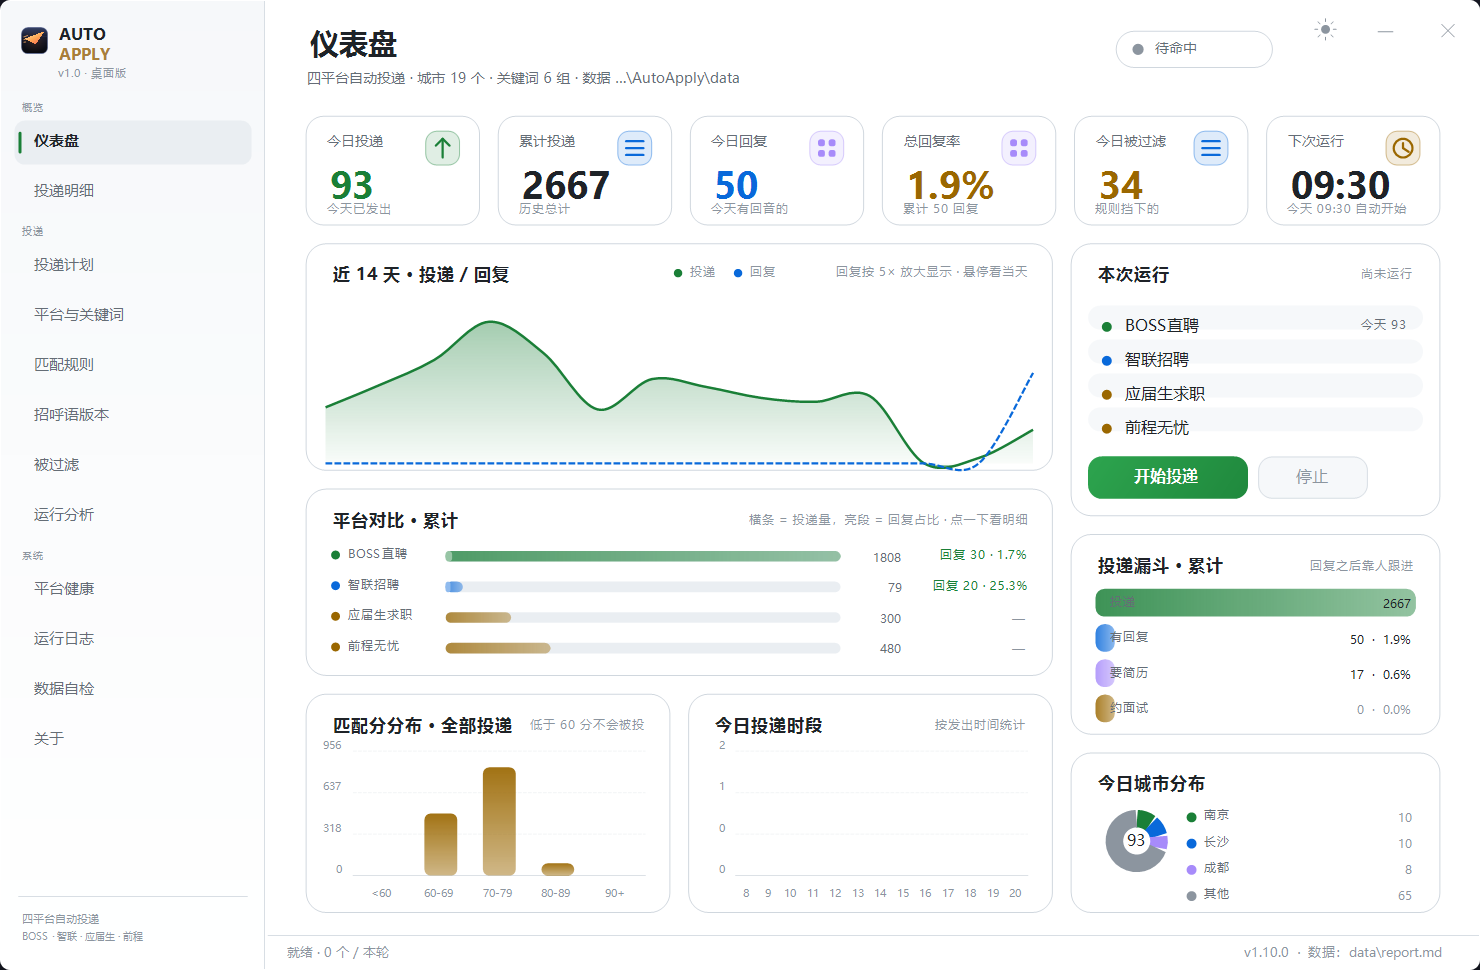 AUTO
APPLY
v1.0 · 桌面版
概览
仪表盘
投递明细
投递
投递计划
平台与关键词
匹配规则
招呼语版本
被过滤
运行分析
系统
平台健康
运行日志
数据自检
关于
四平台自动投递
BOSS · 智联 · 应届生 · 前程
仪表盘
四平台自动投递 · 城市 19 个 · 关键词 6 组 · 数据 ...\AutoApply\data
待命中
今日投递
93
今天已发出
累计投递
2667
历史总计
今日回复
50
今天有回音的
总回复率
1.9%
累计 50 回复
今日被过滤
34
规则挡下的
下次运行
09:30
今天 09:30 自动开始
近 14 天 • 投递 / 回复
投递
回复
回复按 5× 放大显示 · 悬停看当天
平台对比 • 累计
横条 = 投递量，亮段 = 回复占比 · 点一下看明细
BOSS直聘 1808 回复 30 · 1.7%
智联招聘 79 回复 20 · 25.3%
应届生求职 300 —
前程无忧 480 —
匹配分分布 • 全部投递
低于 60 分不会被投
956
637
318
0
<60 60-69 70-79 80-89 90+
今日投递时段
按发出时间统计
2
1
0
0
8 9 10 11 12 13 14 15 16 17 18 19 20
本次运行
尚未运行
BOSS直聘 今天 93
智联招聘
应届生求职
前程无忧
开始投递
停止
投递漏斗 • 累计
回复之后靠人跟进
投递 2667
有回复 50 · 1.9%
要简历 17 · 0.6%
约面试 0 · 0.0%
今日城市分布
93
南京 10
长沙 10
成都 8
其他 65
就绪 · 0 个 / 本轮
v1.10.0 · 数据: data\report.md